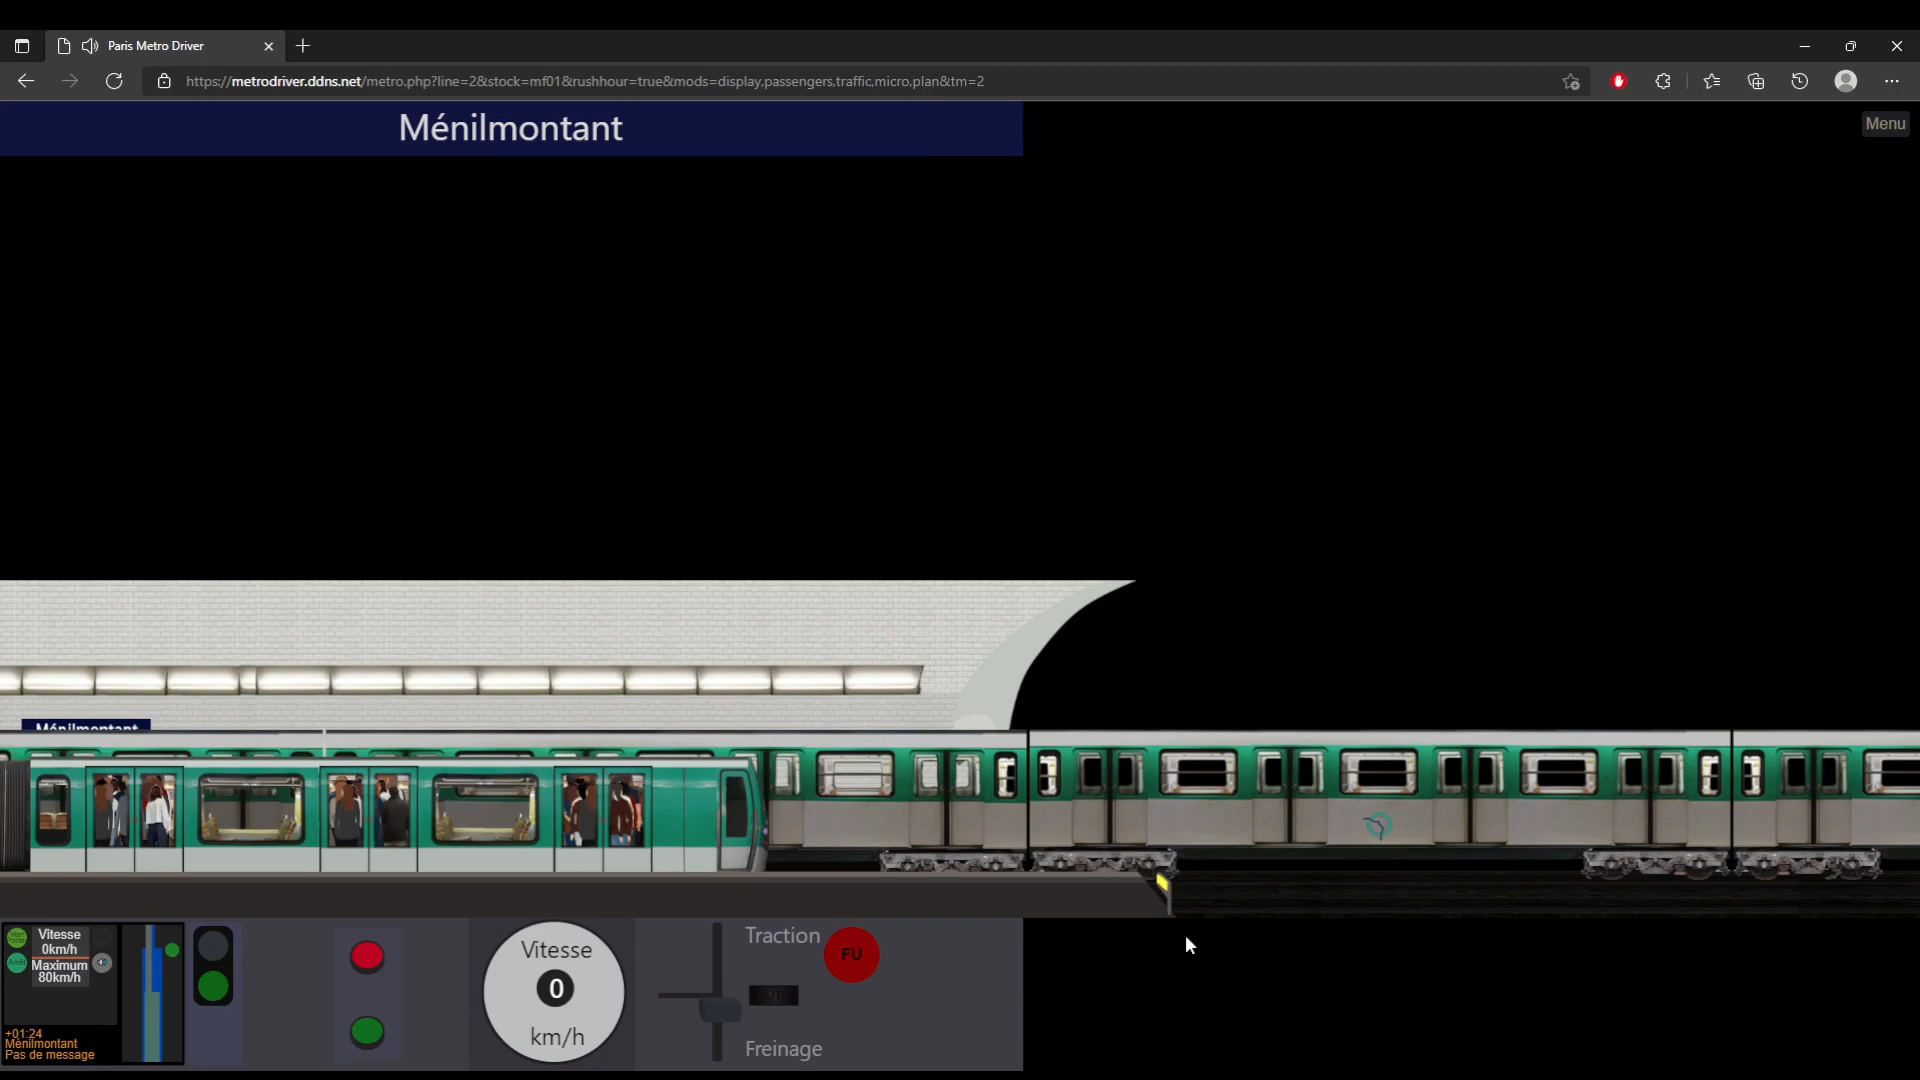 Paris Metro Driver
https://metrodriver.ddns.net/metro.php?line=2&stock=mf01&rushhour=true&mods=display,passengers,traffic,micro,plan&tm=2
Ménilmontant
Menu
Ménilmontant
Vitesse
0km/h
Arrêt
Maximum
80km/h
+01:24
Ménilmontant
Pas de message
Vitesse
0
km/h
Traction
FU
Freinage